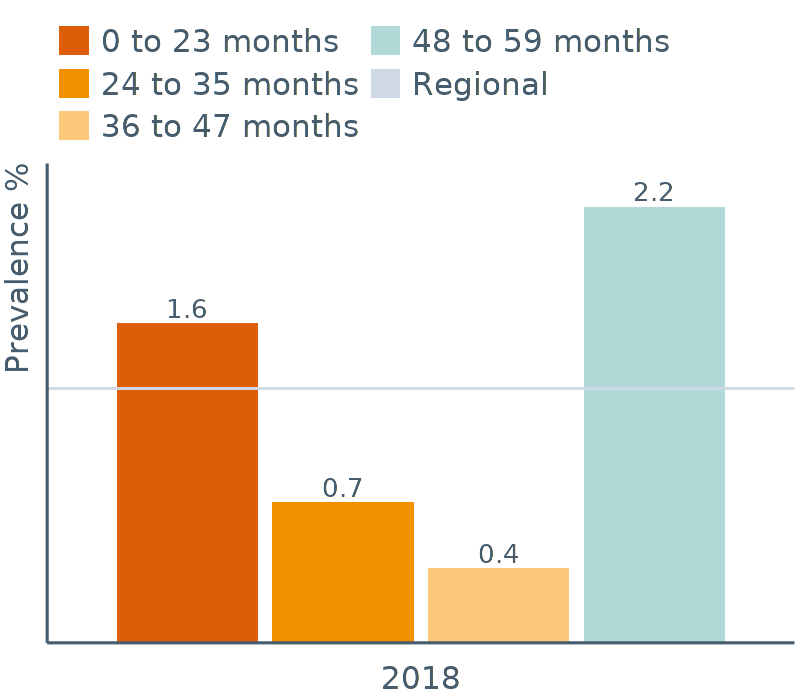 0 to 23 months
24 to 35 months
36 to 47 months
48 to 59 months
Regional
Prevalence %
1.6
0.7
0.4
2.2
2018